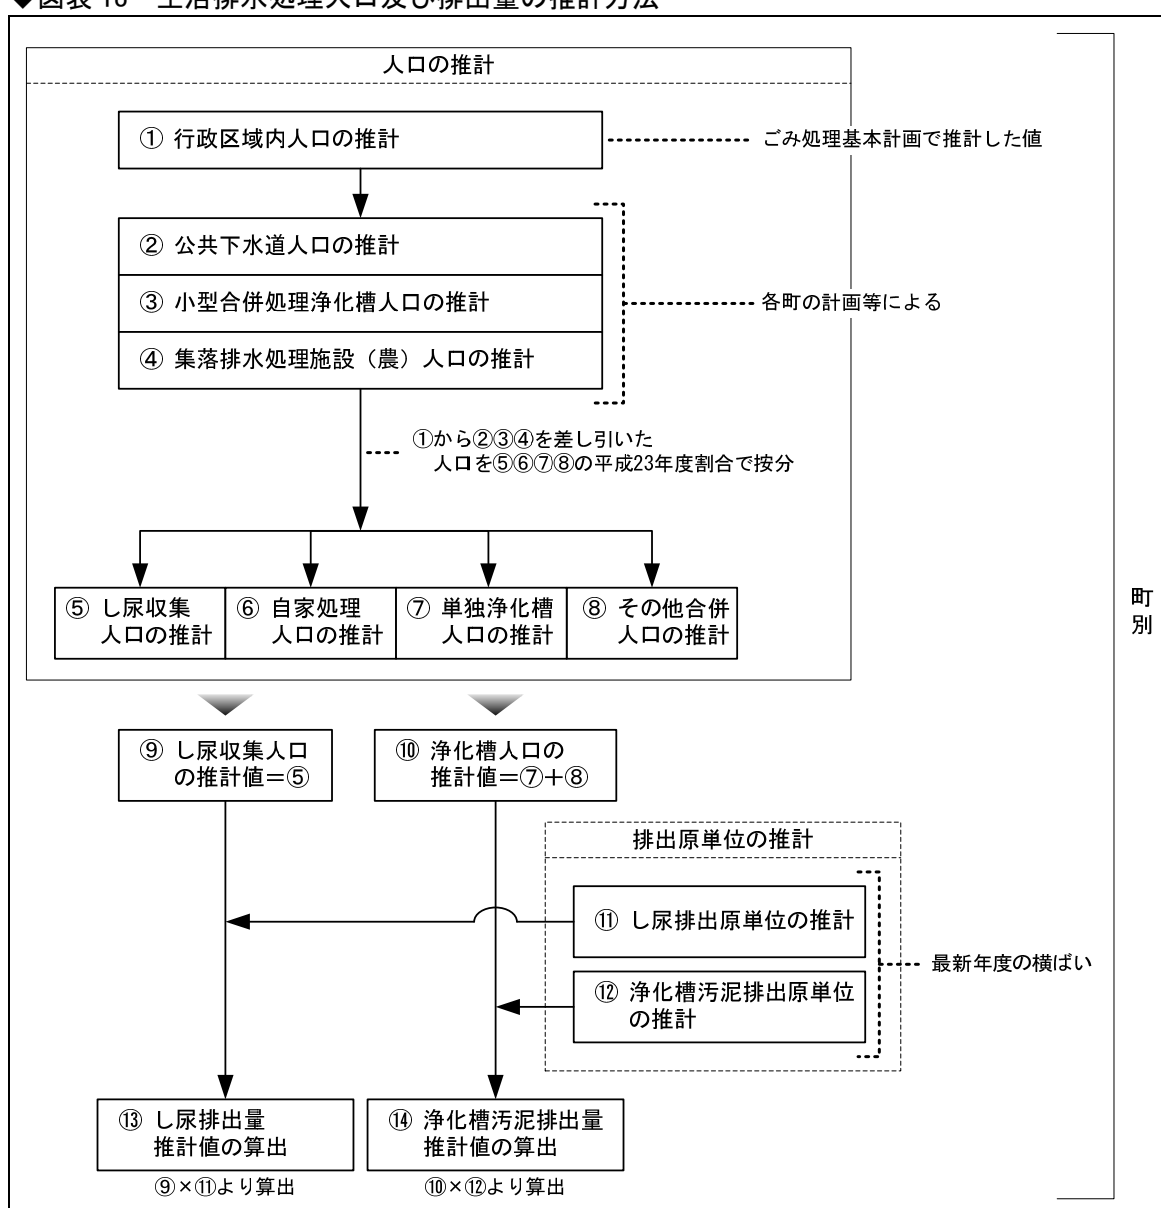 ◆図表 18　生活排水処理人口及び排出量の推計方法
人口の推計
① 行政区域内人口の推計
ごみ処理基本計画で推計した値
② 公共下水道人口の推計
③ 小型合併処理浄化槽人口の推計
各町の計画等による
④ 集落排水処理施設（農）人口の推計
①から②③④を差し引いた
人口を⑤⑥⑦⑧の平成23年度割合で按分
⑤ し尿収集
人口の推計
⑥ 自家処理
人口の推計
⑦ 単独浄化槽
人口の推計
⑧ その他合併
人口の推計
町別
⑨ し尿収集人口
の推計値＝⑤
⑩ 浄化槽人口の
推計値＝⑦＋⑧
排出原単位の推計
⑪ し尿排出原単位の推計
最新年度の横ばい
⑫ 浄化槽汚泥排出原単位
の推計
⑬ し尿排出量
推計値の算出
⑨×⑪より算出
⑭ 浄化槽汚泥排出量
推計値の算出
⑩×⑫より算出